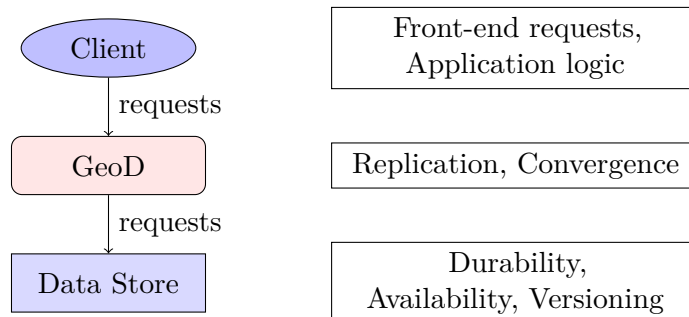 Client
Front-end requests,
Application logic
requests
GeoD
Replication, Convergence
requests
Data Store
Durability,
Availability, Versioning